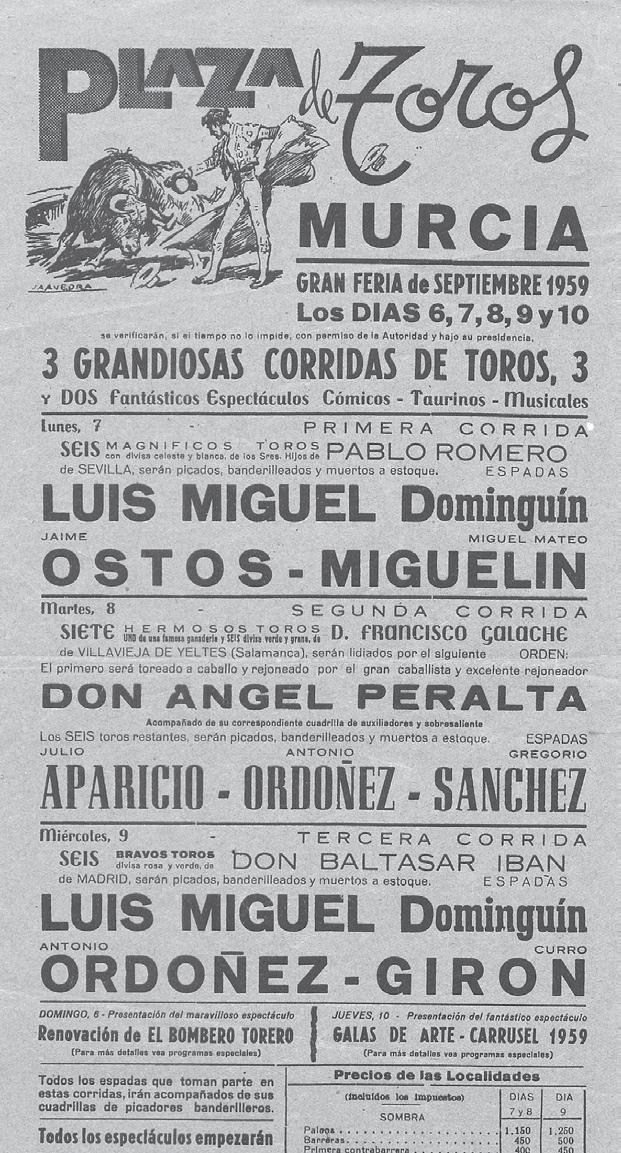 PLAZA de Toros
SAAVEDRA
MURCIA
GRAN FERIA de SEPTIEMBRE 1959
Los DIAS 6, 7, 8, 9 y 10
se verificarán, si el tiempo no lo impide, con permiso de la Autoridad y bajo su presidencia,
3 GRANDIOSAS CORRIDAS DE TOROS, 3
Y DOS Fantásticos Espectáculos Cómicos - Taurinos - Musicales
Lunes, 7 - PRIMERA CORRIDA
SEIS MAGNIFICOS TOROS
con divisa celeste y blanca, de los Sres. Hijos de PABLO ROMERO
de SEVILLA, serán picados, banderilleados y muertos a estoque. ESPADAS
LUIS MIGUEL Dominguín
JAIME MIGUEL MATEO
OSTOS - MIGUELIN
Martes, 8 - SEGUNDA CORRIDA
SIETE HERMOSOS TOROS
UNO de una famosa ganadería y SEIS divisa verde y grana, de D. FRANCISCO GALACHE
de VILLAVIEJA DE YELTES (Salamanca), serán lidiados por el siguiente ORDEN:
El primero será toreado a caballo y rejoneado por el gran caballista y excelente rejoneador
DON ANGEL PERALTA
Acompañado de su correspondiente cuadrilla de auxiliadores y sobresaliente
Los SEIS toros restantes, serán picados, banderilleados y muertos a estoque. ESPADAS
JULIO ANTONIO GREGORIO
APARICIO - ORDOÑEZ - SANCHEZ
Miércoles, 9 - TERCERA CORRIDA
SEIS BRAVOS TOROS
divisa rosa y verde, de DON BALTASAR IBAN
de MADRID, serán picados, banderilleados y muertos a estoque. ESPADAS
LUIS MIGUEL Dominguín
ANTONIO CURRO
ORDOÑEZ - GIRON
DOMINGO, 6 - Presentación del maravilloso espectáculo
Renovación de EL BOMBERO TORERO
(Para más detalles vea programas especiales)
JUEVES, 10 - Presentación del fantástico espectáculo
GALAS DE ARTE - CARRUSEL 1959
(Para más detalles vea programas especiales)
Todos los espadas que toman parte en
estas corridas, irán acompañados de sus
cuadrillas de picadores banderilleros.
Todos los espectáculos empezarán
Precios de las Localidades
(incluídos los impuestos) DIAS DIA
7 y 8 9
SOMBRA
Palcos 1.150 1.250
Barreras 450 500
Primera contrabarrera 400 450